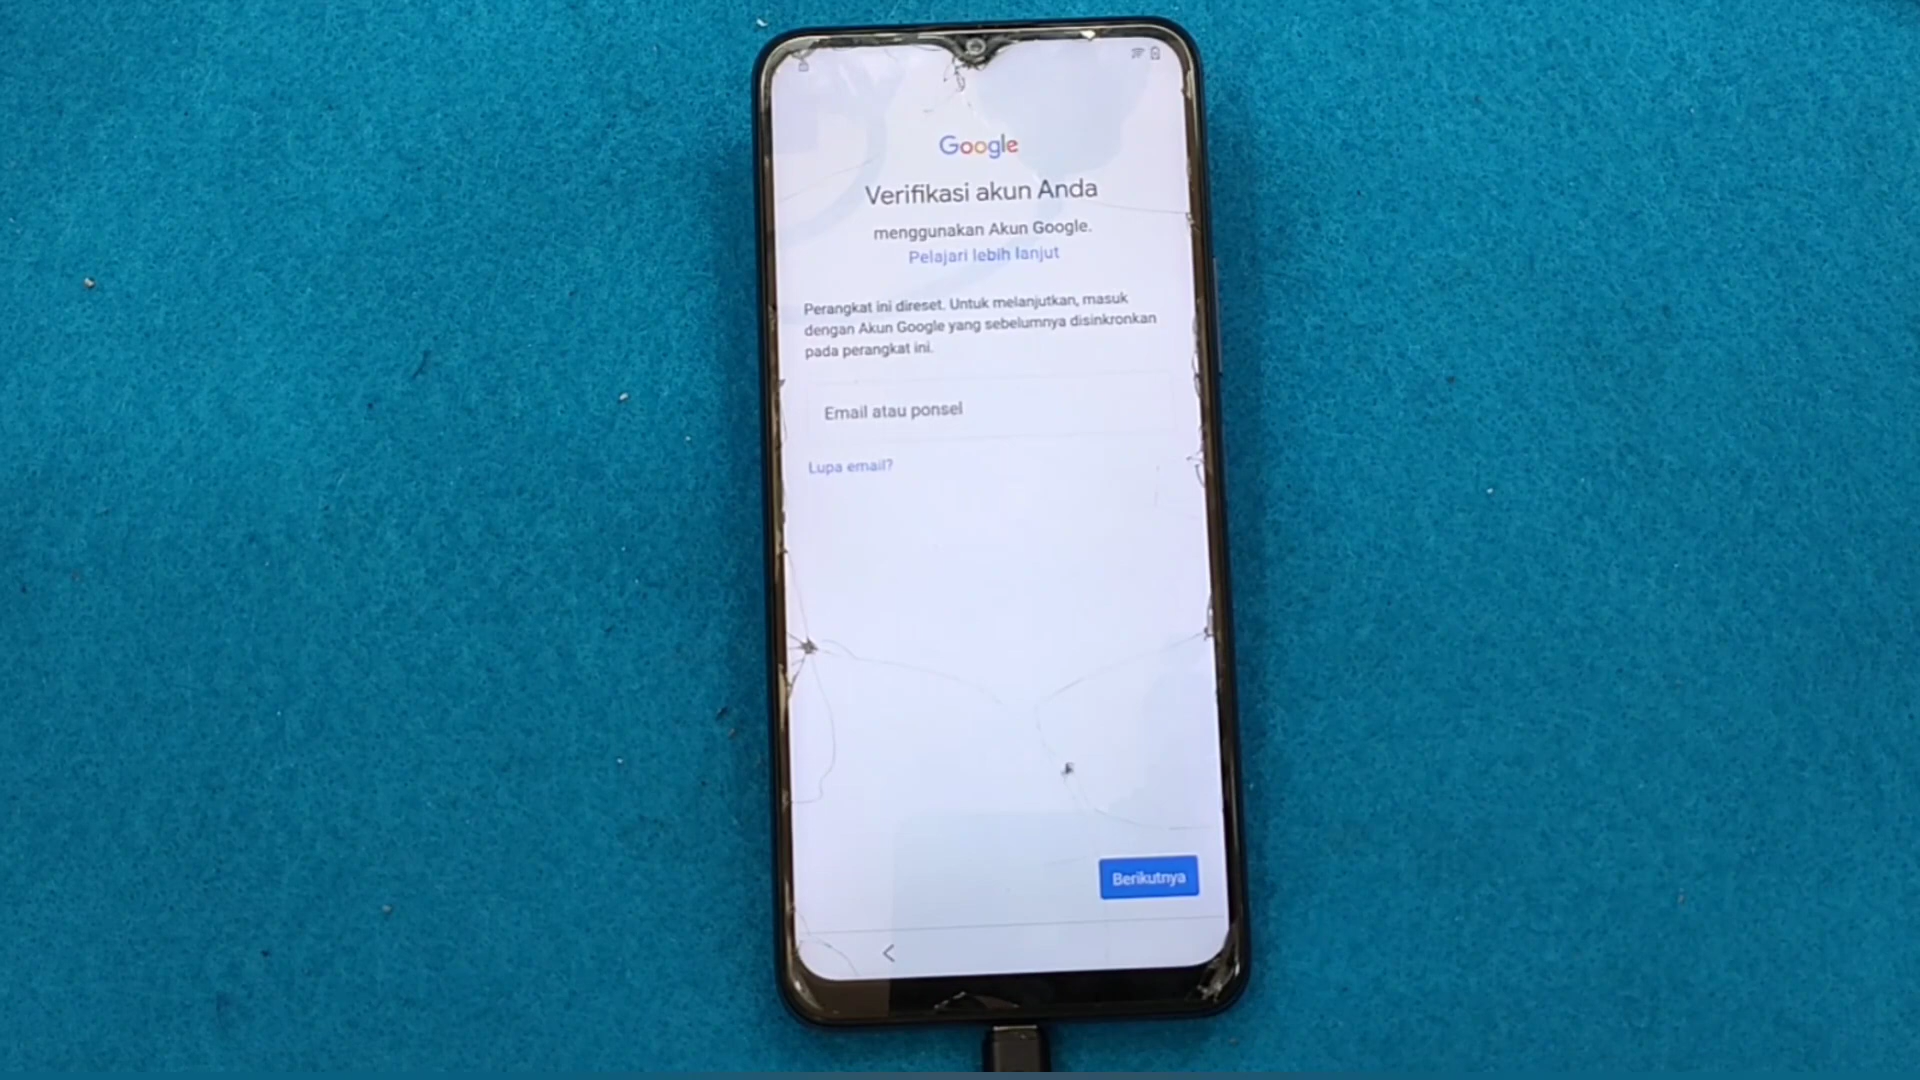 Google
Verifikasi akun Anda
menggunakan Akun Google.
Pelajari lebih lanjut
Perangkat ini direset. Untuk melanjutkan, masuk
dengan Akun Google yang sebelumnya disinkronkan
pada perangkat ini.
Email atau ponsel
Lupa email?
Berikutnya